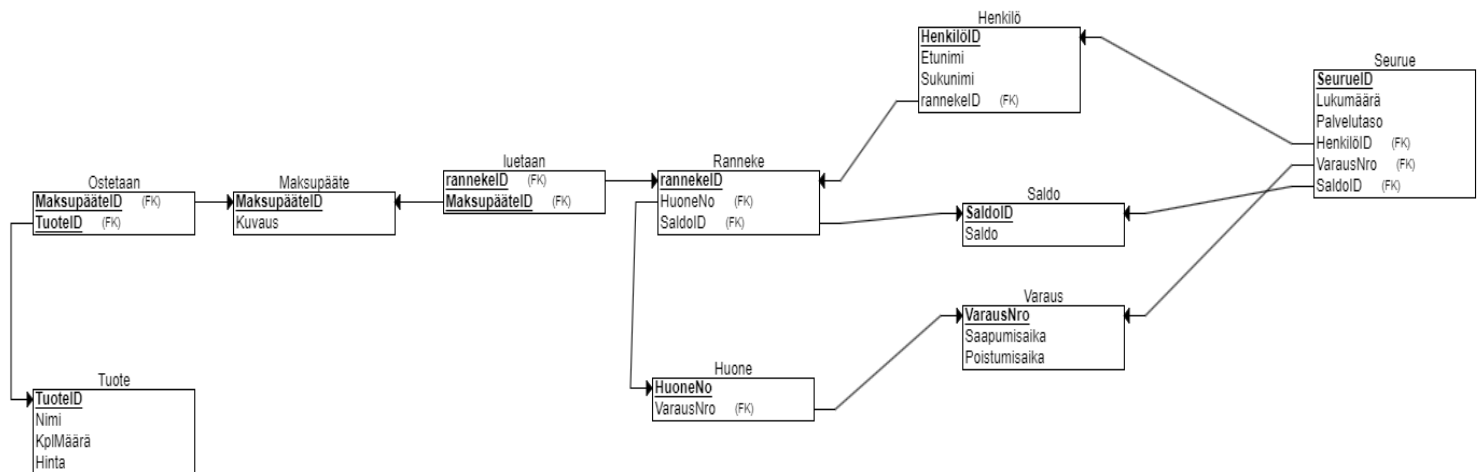 Henkilö
HenkilöID
Etunimi
Sukunimi
rannekeID (FK)
Seurue
SeurueID
Lukumäärä
Palvelutaso
HenkilöID (FK)
VarausNro (FK)
SaldoID (FK)
Ostetaan
MaksupääteID (FK)
TuoteID (FK)
Maksupääte
MaksupääteID
Kuvaus
luetaan
rannekeID (FK)
MaksupääteID (FK)
Ranneke
rannekeID
HuoneNo (FK)
SaldoID (FK)
Saldo
SaldoID
Saldo
Varaus
VarausNro
Saapumisaika
Poistumisaika
Huone
HuoneNo
VarausNro (FK)
Tuote
TuoteID
Nimi
KplMäärä
Hinta